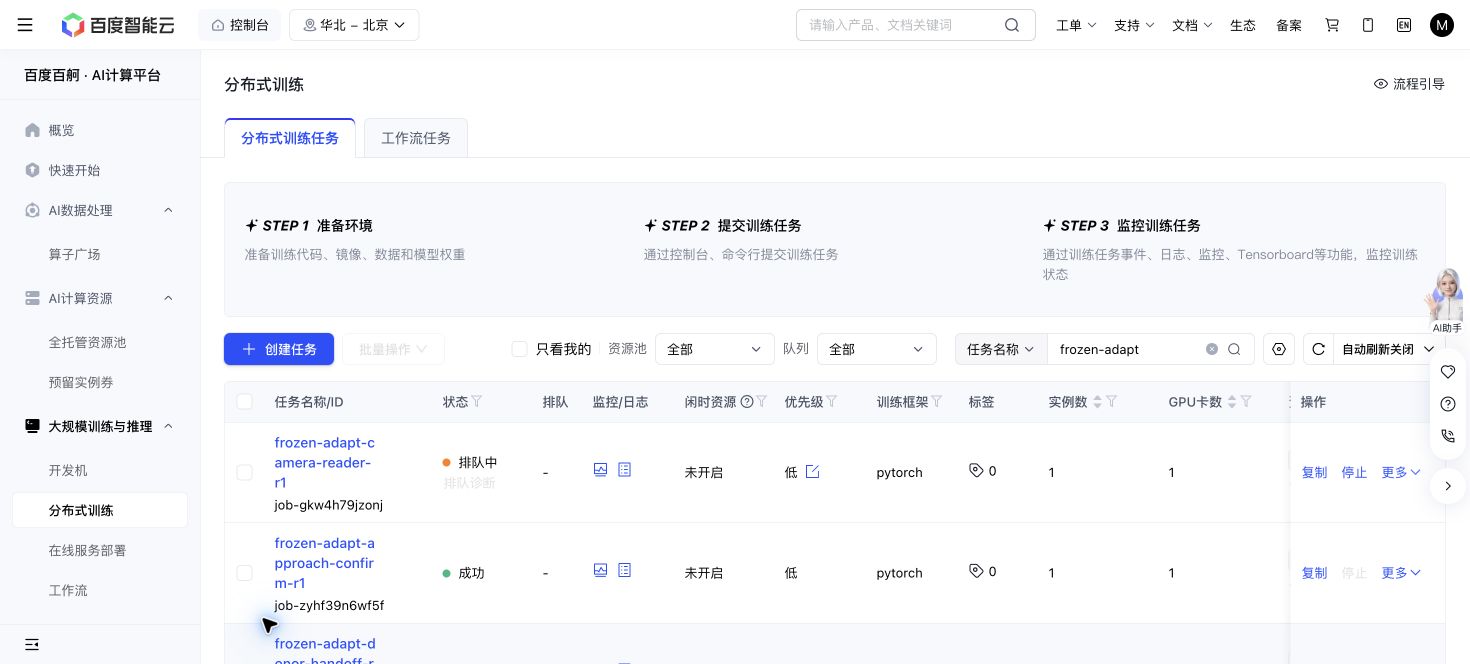 百度智能云
控制台
华北 – 北京
请输入产品、文档关键词
工单
支持
文档
生态
备案
EN
M
百度百舸 · AI计算平台
概览
快速开始
AI数据处理
算子广场
AI计算资源
全托管资源池
预留实例券
大规模训练与推理
开发机
分布式训练
在线服务部署
工作流
分布式训练
流程引导
分布式训练任务
工作流任务
STEP 1 准备环境
准备训练代码、镜像、数据和模型权重
STEP 2 提交训练任务
通过控制台、命令行提交训练任务
STEP 3 监控训练任务
通过训练任务事件、日志、监控、Tensorboard等功能，监控训练
状态
AI助手
创建任务
批量操作
只看我的
资源池
全部
队列
全部
任务名称
frozen-adapt
自动刷新关闭
任务名称/ID
状态
排队
监控/日志
闲时资源
优先级
训练框架
标签
实例数
GPU卡数
操作
frozen-adapt-c
amera-reader-
r1
job-gkw4h79jzonj
排队中
排队诊断
-
未开启
低
pytorch
0
1
1
复制
停止
更多
frozen-adapt-a
pproach-confir
m-r1
job-zyhf39n6wf5f
成功
-
未开启
低
pytorch
0
1
1
复制
停止
更多
frozen-adapt-d
onor-handoff-r